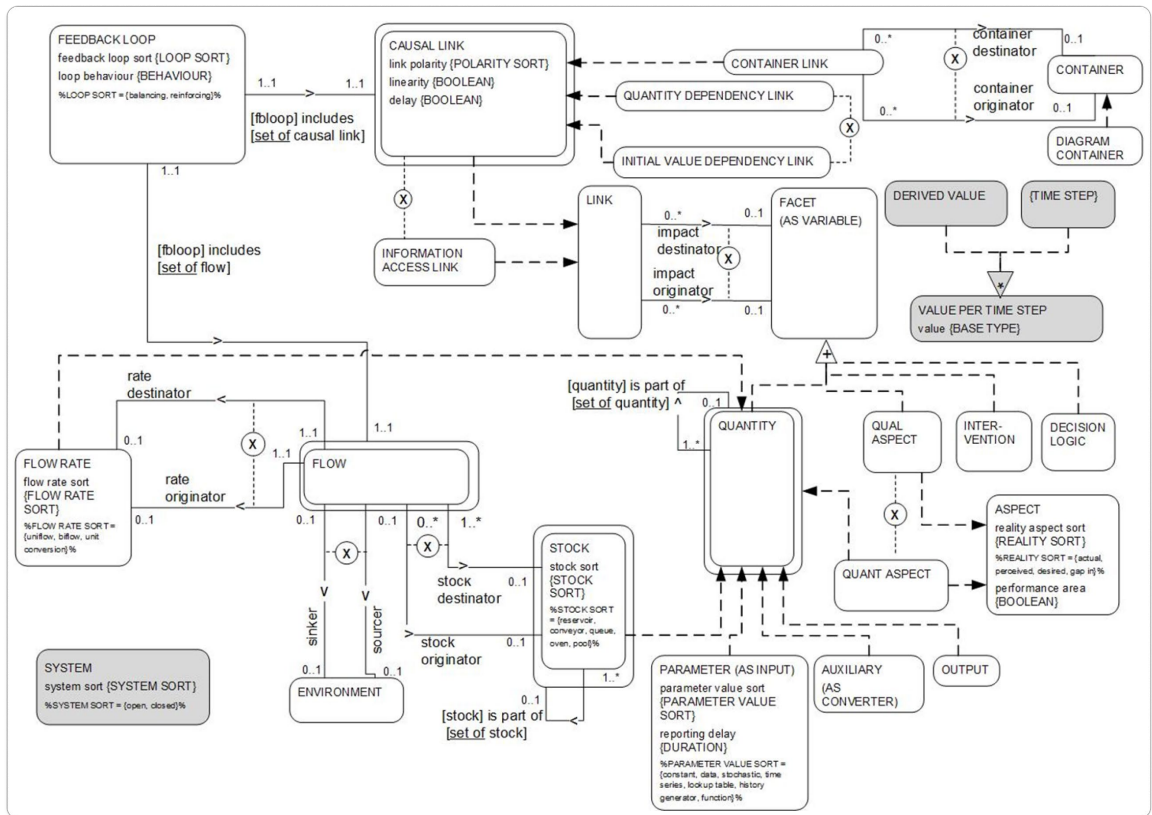 FEEDBACK LOOP
feedback loop sort {LOOP SORT}
loop behaviour {BEHAVIOUR}
%LOOP SORT = {balancing, reinforcing}%
1..1
1..1
>
1..1
[fbloop] includes
[set of causal link]
CAUSAL LINK
link polarity {POLARITY SORT}
linearity {BOOLEAN}
delay {BOOLEAN}
CONTAINER LINK
QUANTITY DEPENDENCY LINK
INITIAL VALUE DEPENDENCY LINK
X
0..*
>
container
destinator
0..1
X
container
originator
0..*
>
0..1
CONTAINER
DIAGRAM
CONTAINER
X
INFORMATION
ACCESS LINK
LINK
0..*
>
0..1
impact
destinator
X
impact
originator
0..*
>
0..1
FACET
(AS VARIABLE)
DERIVED VALUE
{TIME STEP}
*
VALUE PER TIME STEP
value {BASE TYPE}
[fbloop] includes
[set of flow]
>
+
rate
destinator
<
0..1
X
1..1
1..1
1..1
rate
originator
<
0..1
FLOW RATE
flow rate sort
{FLOW RATE
SORT}
%FLOW RATE SORT =
{uniflow, biflow, unit
conversion}%
FLOW
[quantity] is part of
[set of quantity]
^
0..1
1..*
QUANTITY
QUAL
ASPECT
INTER-
VENTION
DECISION
LOGIC
X
QUANT ASPECT
ASPECT
reality aspect sort
{REALITY SORT}
%REALITY SORT = {actual,
perceived, desired, gap in}%
performance area
{BOOLEAN}
0..1
0..1
0..*
1..*
X
X
>
stock
destinator
0..1
>
stock
originator
0..1
STOCK
stock sort
{STOCK
SORT}
%STOCK SORT
= {reservoir,
conveyor, queue,
oven, pool}%
v
v
sinker
sourcer
0..1
0..1
ENVIRONMENT
0..1
1..*
<
[stock] is part of
[set of stock]
SYSTEM
system sort {SYSTEM SORT}
%SYSTEM SORT = {open, closed}%
PARAMETER (AS INPUT)
parameter value sort
{PARAMETER VALUE
SORT}
reporting delay
{DURATION}
%PARAMETER VALUE SORT =
{constant, data, stochastic, time
series, lookup table, history
generator, function}%
AUXILIARY
(AS
CONVERTER)
OUTPUT